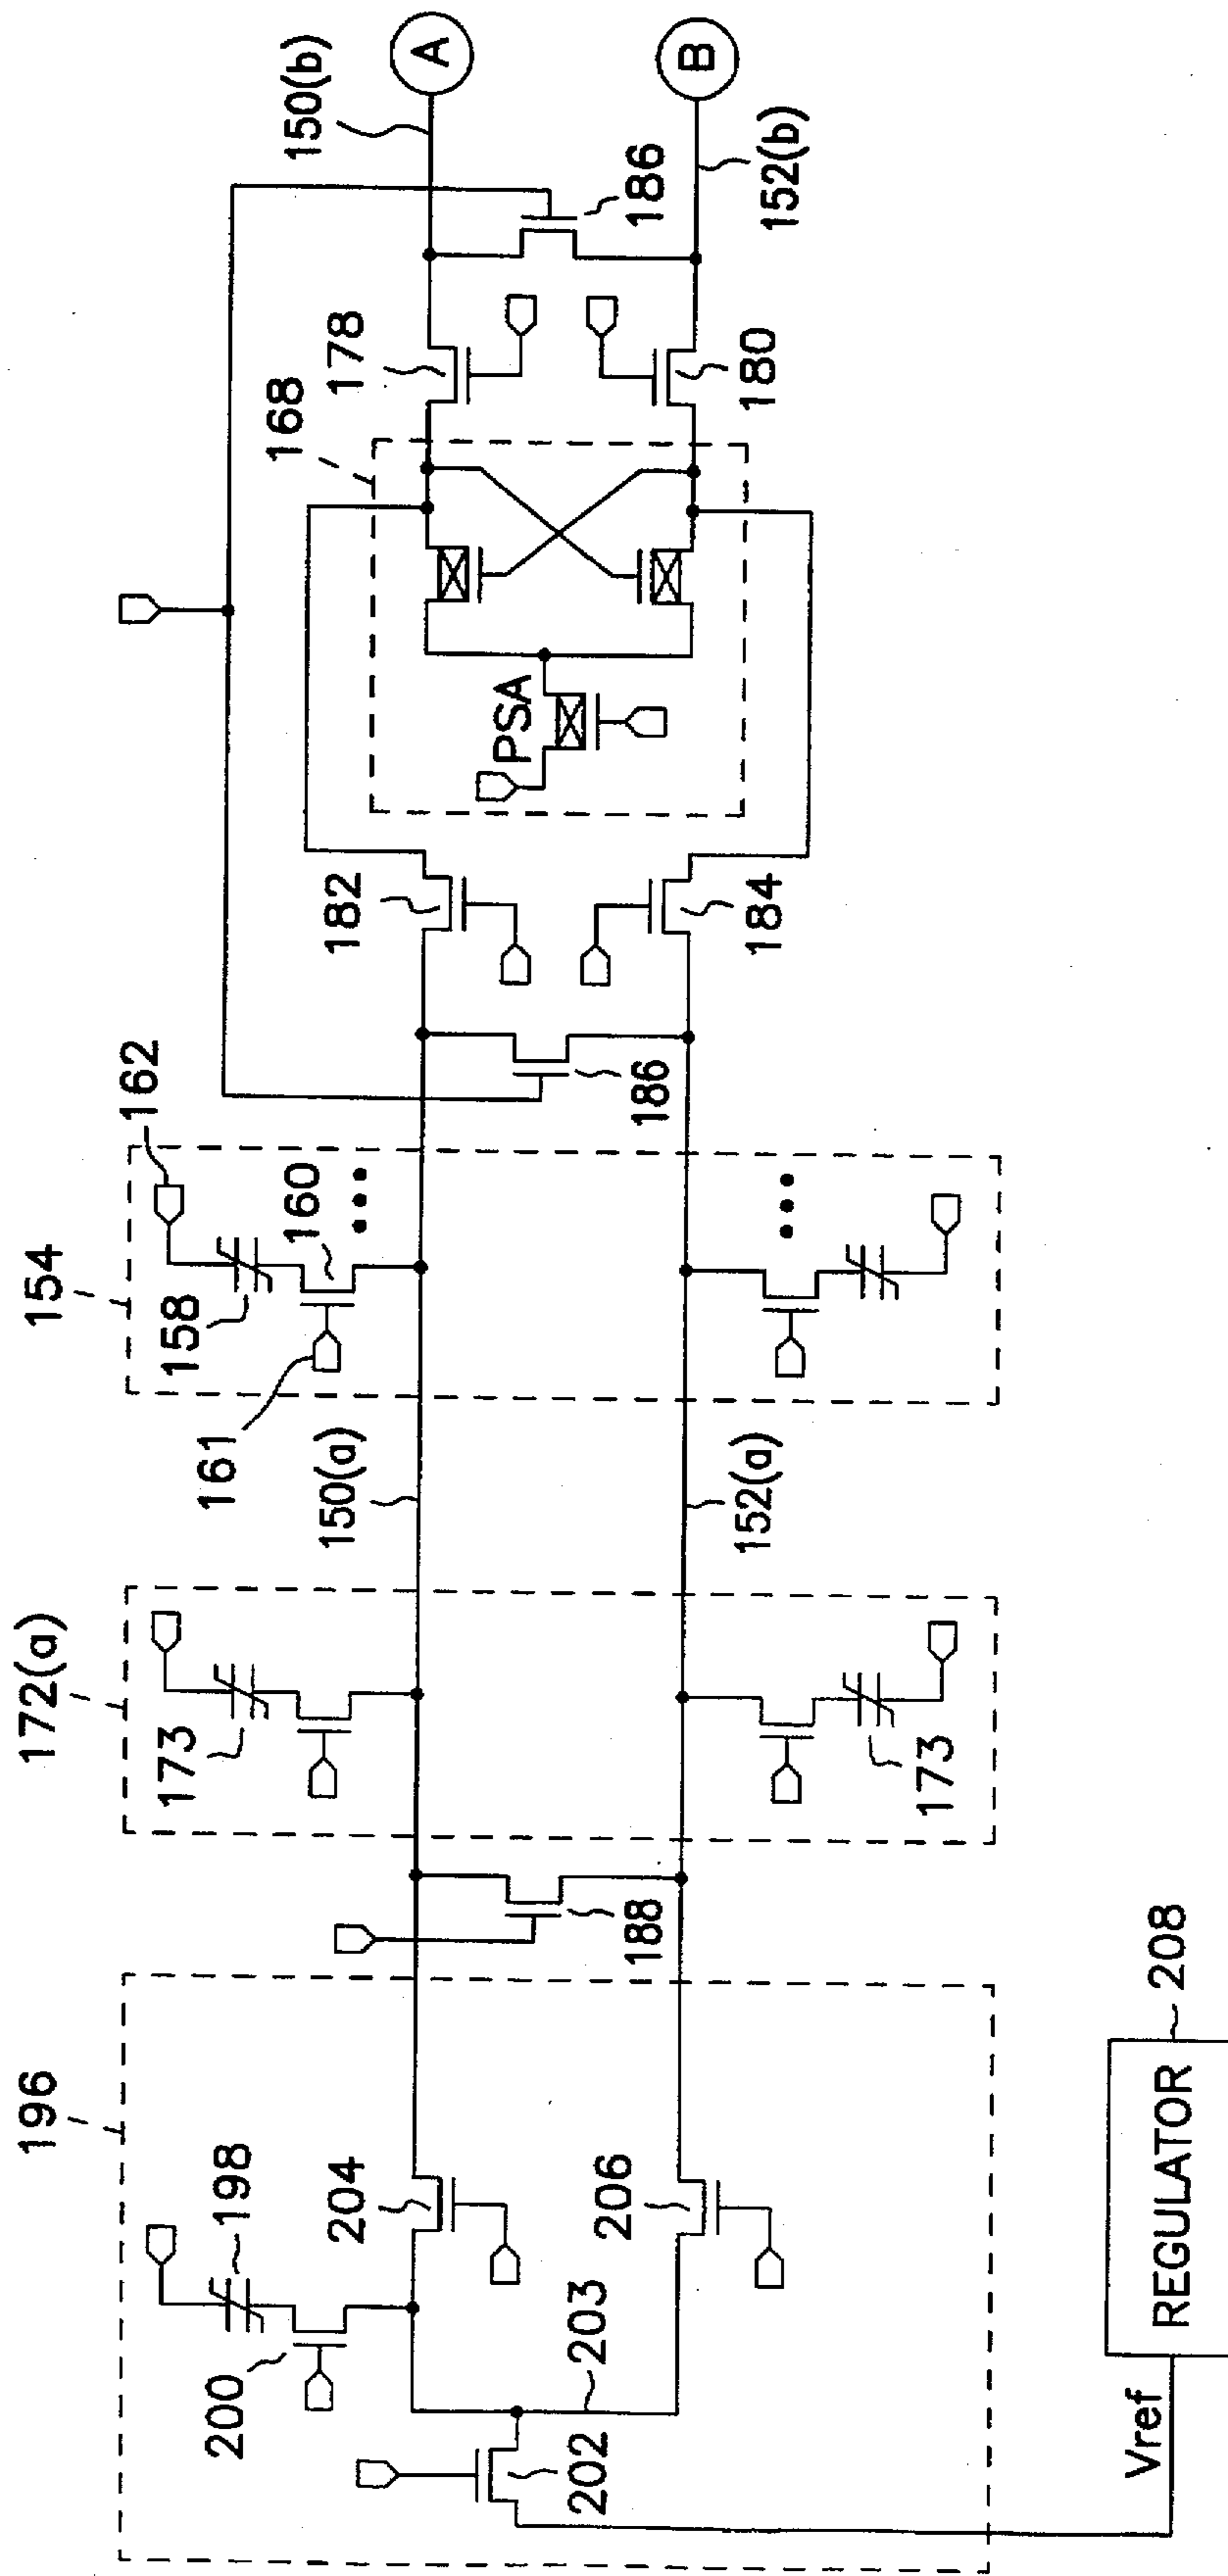 196
198
200
204
202
203
206
Vref
REGULATOR
208
188
172(a)
173
173
150(a)
152(a)
154
162
158
160
161
186
182
184
168
PSA
178
180
186
150(b)
152(b)
A
B